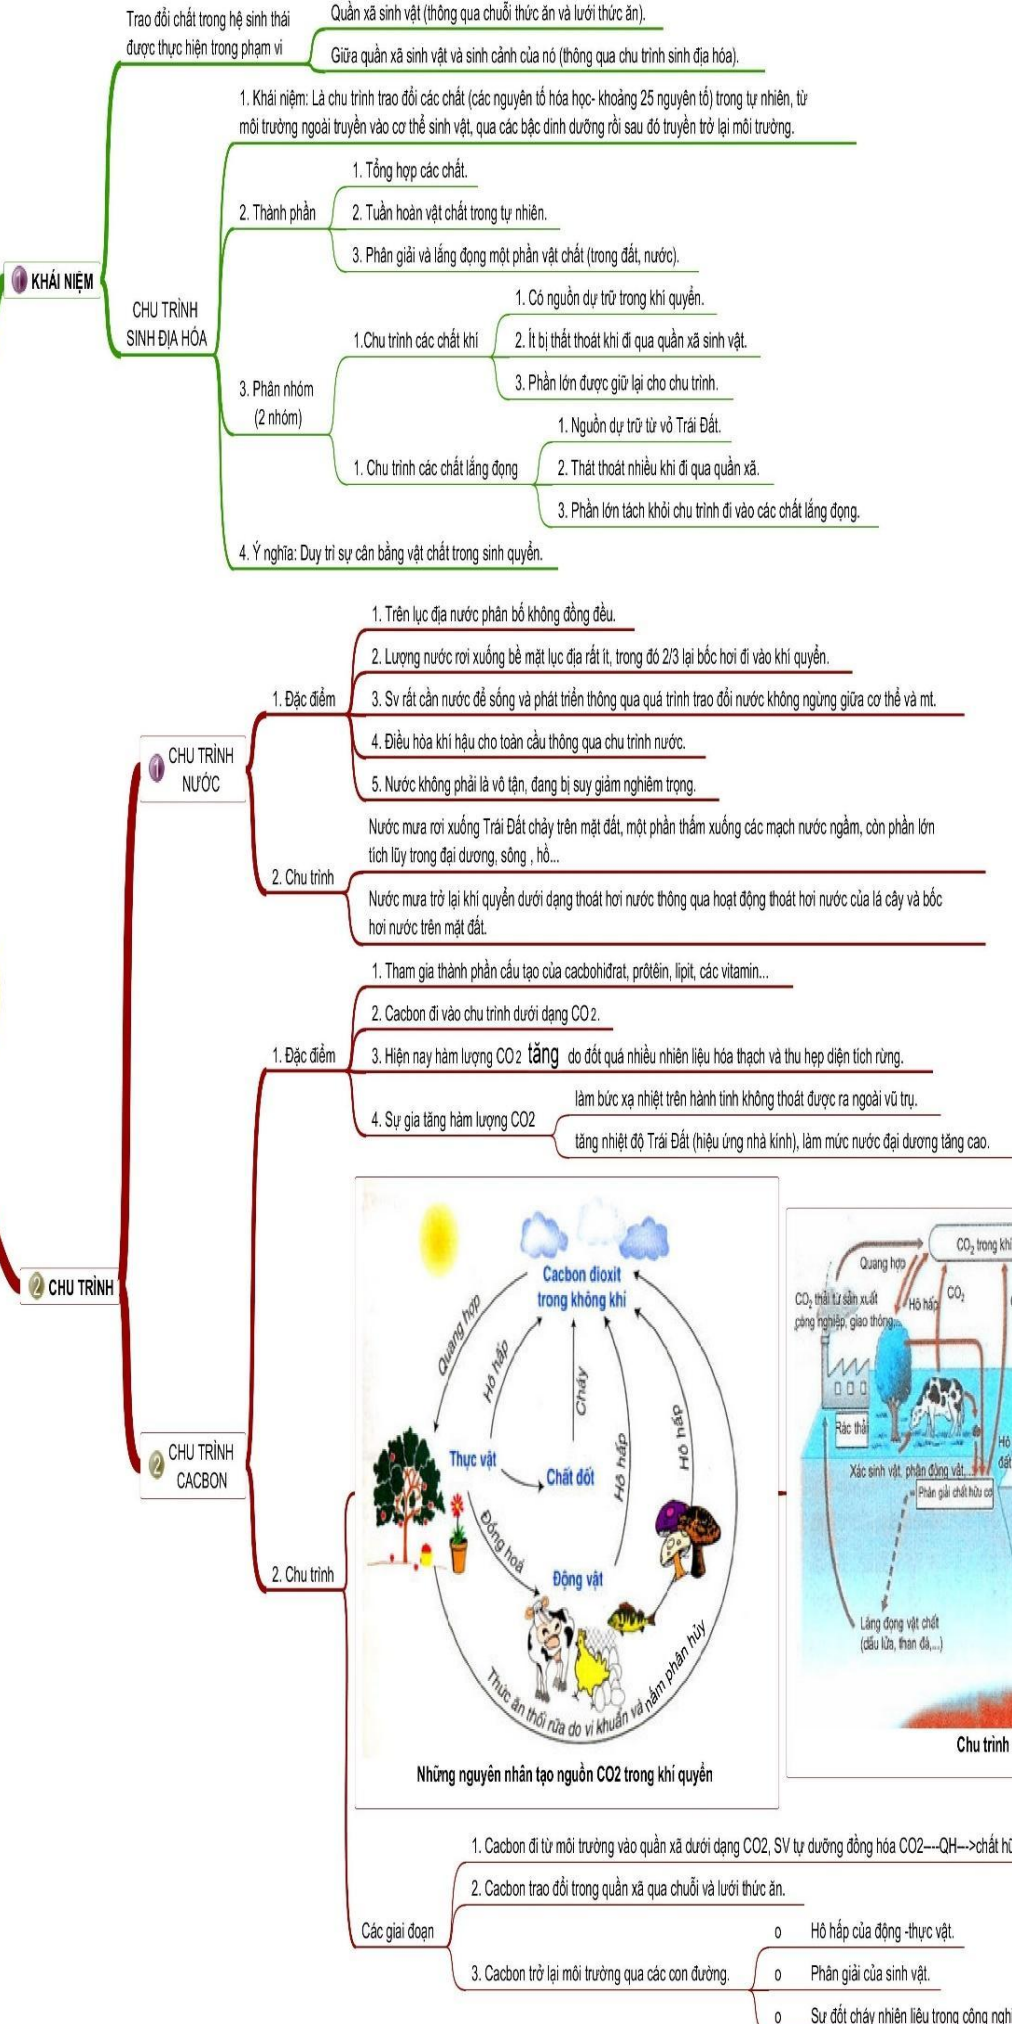 Trao đổi chất trong hệ sinh thái
được thực hiện trong phạm vi
Quần xã sinh vật (thông qua chuỗi thức ăn và lưới thức ăn).
Giữa quần xã sinh vật và sinh cảnh của nó (thông qua chu trình sinh địa hóa).
1 KHÁI NIỆM
CHU TRÌNH
SINH ĐỊA HÓA
1. Khái niệm: Là chu trình trao đổi các chất (các nguyên tố hóa học- khoảng 25 nguyên tố) trong tự nhiên, từ
môi trường ngoài truyền vào cơ thể sinh vật, qua các bậc dinh dưỡng rồi sau đó truyền trở lại môi trường.
2. Thành phần
1. Tổng hợp các chất.
2. Tuần hoàn vật chất trong tự nhiên.
3. Phân giải và lắng đọng một phần vật chất (trong đất, nước).
3. Phân nhóm
(2 nhóm)
1.Chu trình các chất khí
1. Có nguồn dự trữ trong khí quyển.
2. Ít bị thất thoát khi đi qua quần xã sinh vật.
3. Phần lớn được giữ lại cho chu trình.
1. Chu trình các chất lắng đọng
1. Nguồn dự trữ từ vỏ Trái Đất.
2. Thát thoát nhiều khi đi qua quần xã.
3. Phần lớn tách khỏi chu trình đi vào các chất lắng đọng.
4. Ý nghĩa: Duy trì sự cân bằng vật chất trong sinh quyển.
2 CHU TRÌNH
1 CHU TRÌNH
NƯỚC
1. Đặc điểm
1. Trên lục địa nước phân bố không đồng đều.
2. Lượng nước rơi xuống bề mặt lục địa rất ít, trong đó 2/3 lại bốc hơi đi vào khí quyển.
3. Sv rất cần nước để sống và phát triển thông qua quá trình trao đổi nước không ngừng giữa cơ thể và mt.
4. Điều hòa khí hậu cho toàn cầu thông qua chu trình nước.
5. Nước không phải là vô tận, đang bị suy giảm nghiêm trọng.
2. Chu trình
Nước mưa rơi xuống Trái Đất chảy trên mặt đất, một phần thấm xuống các mạch nước ngầm, còn phần lớn
tích lũy trong đại dương, sông , hồ...
Nước mưa trở lại khí quyển dưới dạng thoát hơi nước thông qua hoạt động thoát hơi nước của lá cây và bốc
hơi nước trên mặt đất.
2 CHU TRÌNH
CACBON
1. Đặc điểm
1. Tham gia thành phần cấu tạo của cacbohiđrat, prôtêin, lipit, các vitamin...
2. Cacbon đi vào chu trình dưới dạng CO2.
3. Hiện nay hàm lượng CO2 tăng do đốt quá nhiều nhiên liệu hóa thạch và thu hẹp diện tích rừng.
4. Sự gia tăng hàm lượng CO2
làm bức xạ nhiệt trên hành tinh không thoát được ra ngoài vũ trụ.
tăng nhiệt độ Trái Đất (hiệu ứng nhà kính), làm mức nước đại dương tăng cao.
2. Chu trình
Cacbon đioxit
trong không khí
Quang hợp
Hô hấp
Cháy
Hô hấp
Hô hấp
Thực vật
Chất đốt
Đồng hoá
Động vật
Thức ăn thối rữa do vi khuẩn và nấm phân hủy
Những nguyên nhân tạo nguồn CO2 trong khí quyển
CO2 trong khí
Quang hợp
Hô hấp
CO2
CO2 thải từ sản xuất
công nghiệp, giao thông...
Rác thải
Hô
đất
Xác sinh vật, phân động vật, ...
Phân giải chất hữu cơ
Lắng đọng vật chất
(dầu lửa, than đá,...)
Chu trình
Các giai đoạn
1. Cacbon đi từ môi trường vào quần xã dưới dạng CO2, SV tự dưỡng đồng hóa CO2----QH--->chất hữ
2. Cacbon trao đổi trong quần xã qua chuỗi và lưới thức ăn.
3. Cacbon trở lại môi trường qua các con đường.
o Hô hấp của động -thực vật.
o Phân giải của sinh vật.
o Sự đốt cháy nhiên liệu trong công nghi